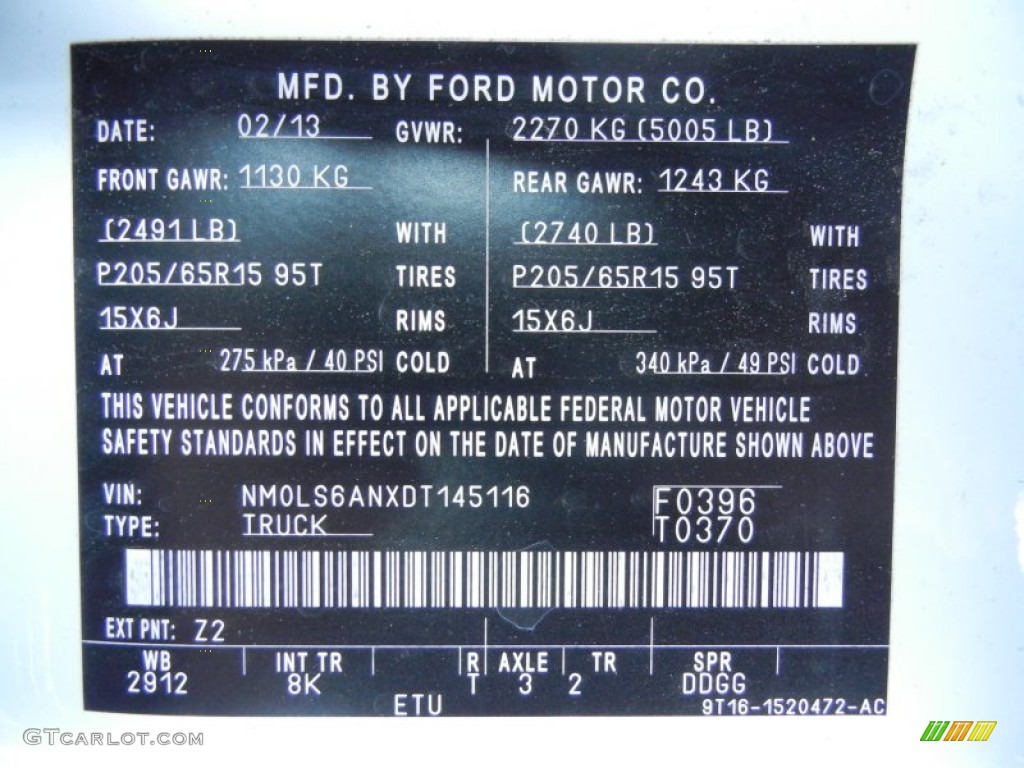 MFD. BY FORD MOTOR CO.
DATE: 02/13 GVWR: 2270 KG (5005 LB)
FRONT GAWR: 1130 KG REAR GAWR: 1243 KG
(2491 LB) WITH (2740 LB) WITH
P205/65R15 95T TIRES P205/65R15 95T TIRES
15X6J RIMS 15X6J RIMS
AT 275 kPa / 40 PSI COLD AT 340 kPa / 49 PSI COLD
THIS VEHICLE CONFORMS TO ALL APPLICABLE FEDERAL MOTOR VEHICLE
SAFETY STANDARDS IN EFFECT ON THE DATE OF MANUFACTURE SHOWN ABOVE
VIN: NM0LS6ANXDT145116 F0396
TYPE: TRUCK T0370
EXT PNT: Z2
WB INT TR R AXLE TR SPR
2912 8K T 3 2 DDGG
ETU 9T16-1520472-AC
GTCARLOT.COM